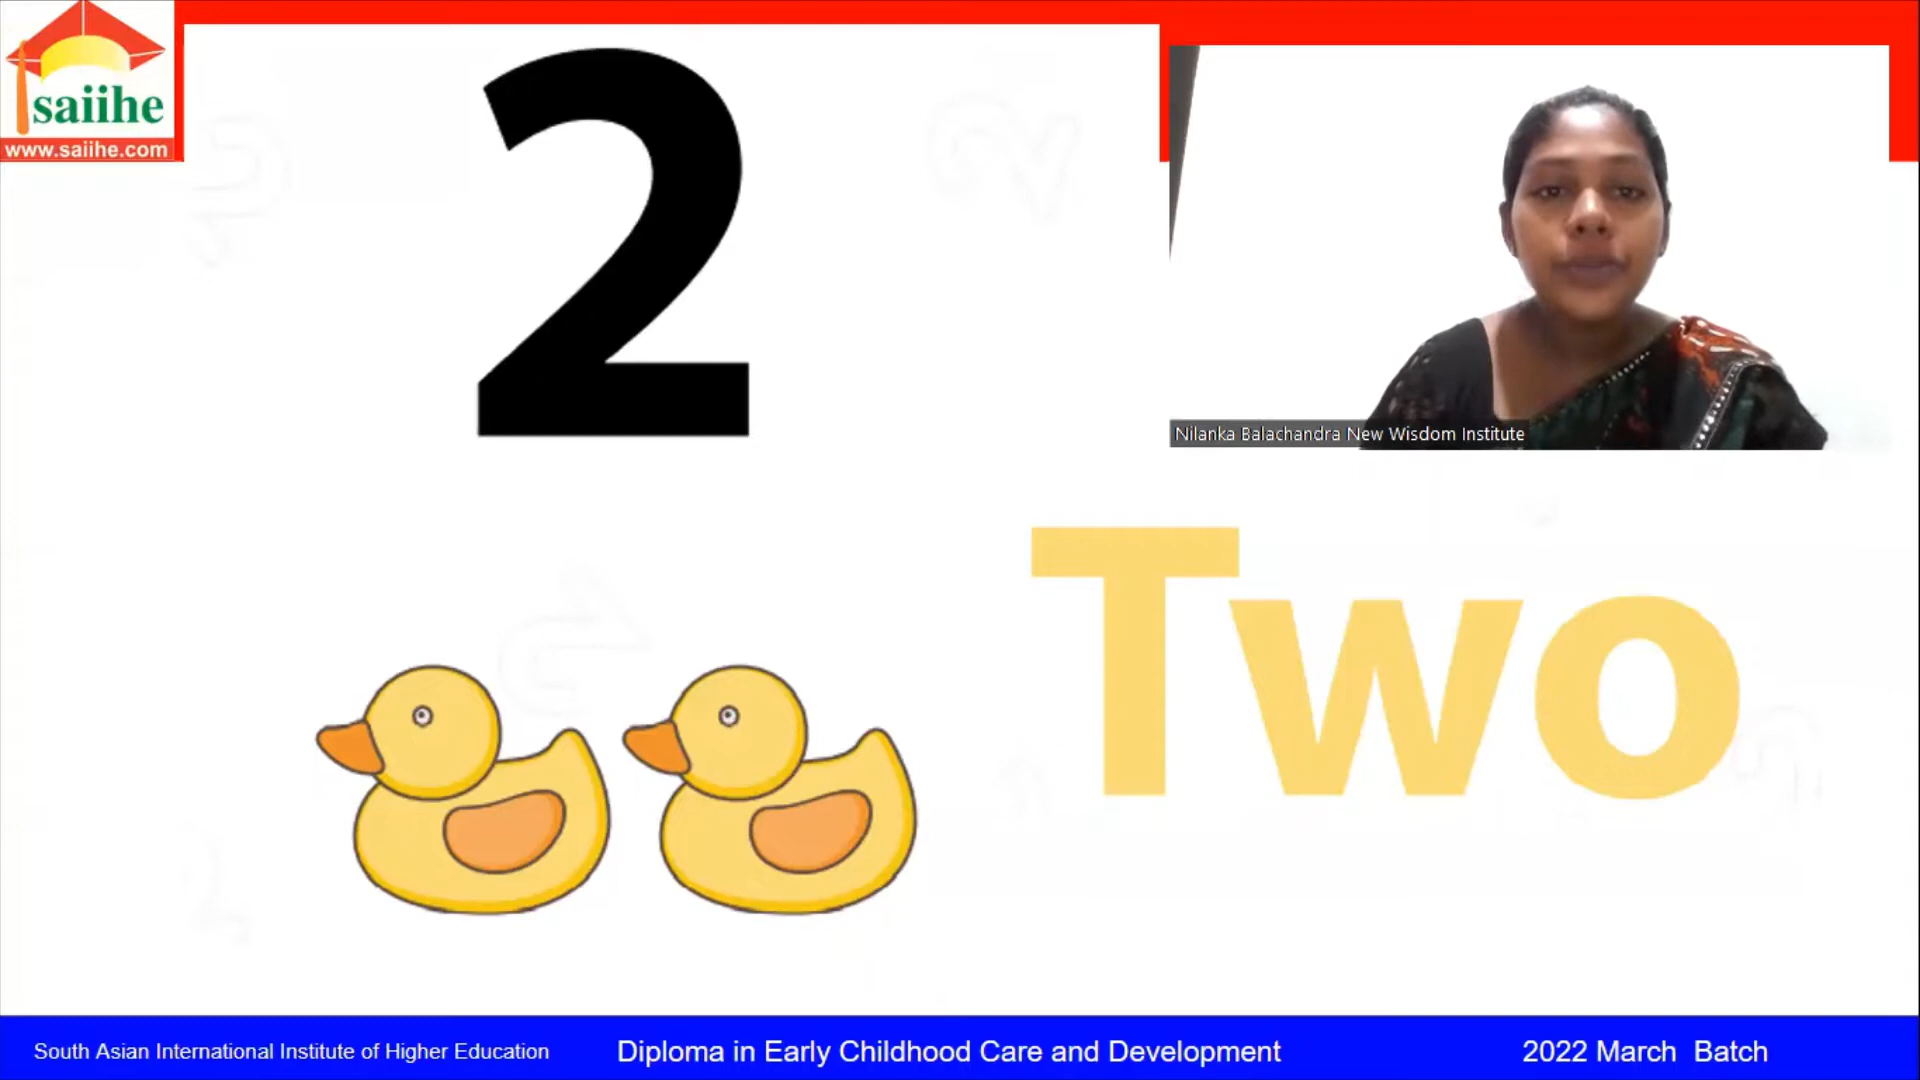 saiihe
www.saiihe.com
2
Nilanka Balachandra New Wisdom Institute
Two
South Asian International Institute of Higher Education
Diploma in Early Childhood Care and Development
2022 March Batch